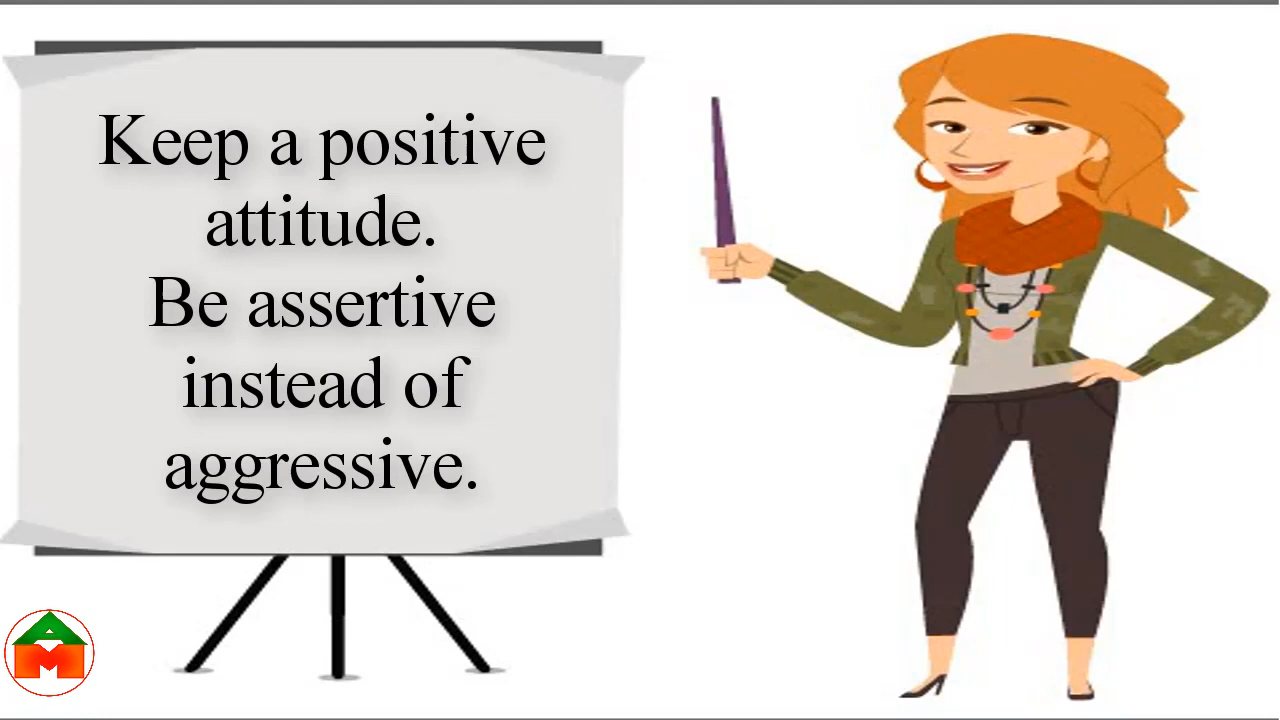 Keep a positive
attitude.
Be assertive
instead of
aggressive.
A
M